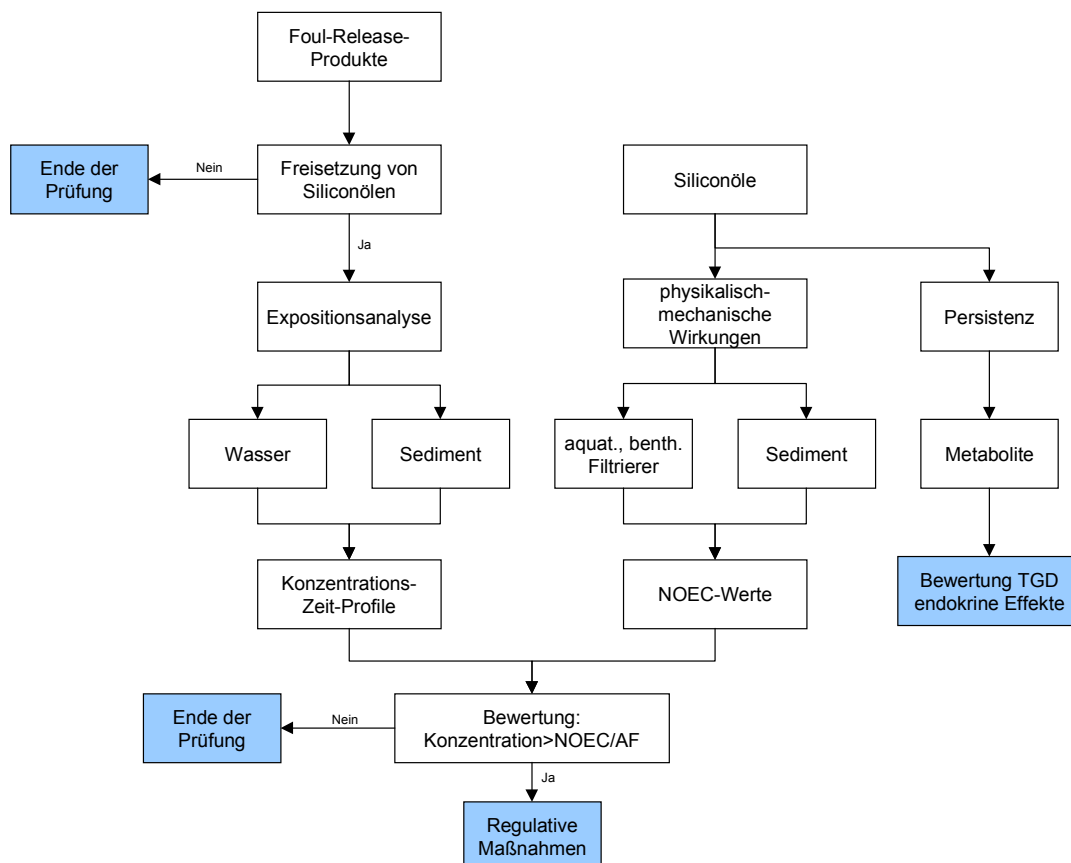 Foul-Release-
Produkte
Ende der
Prüfung
Nein
Freisetzung von
Siliconölen
Siliconöle
Ja
Expositionsanalyse
physikalisch-
mechanische
Wirkungen
Persistenz
Wasser
Sediment
aquat., benth.
Filtrierer
Sediment
Metabolite
Konzentrations-
Zeit-Profile
NOEC-Werte
Bewertung TGD
endokrine Effekte
Ende der
Prüfung
Nein
Bewertung:
Konzentration>NOEC/AF
Ja
Regulative
Maßnahmen